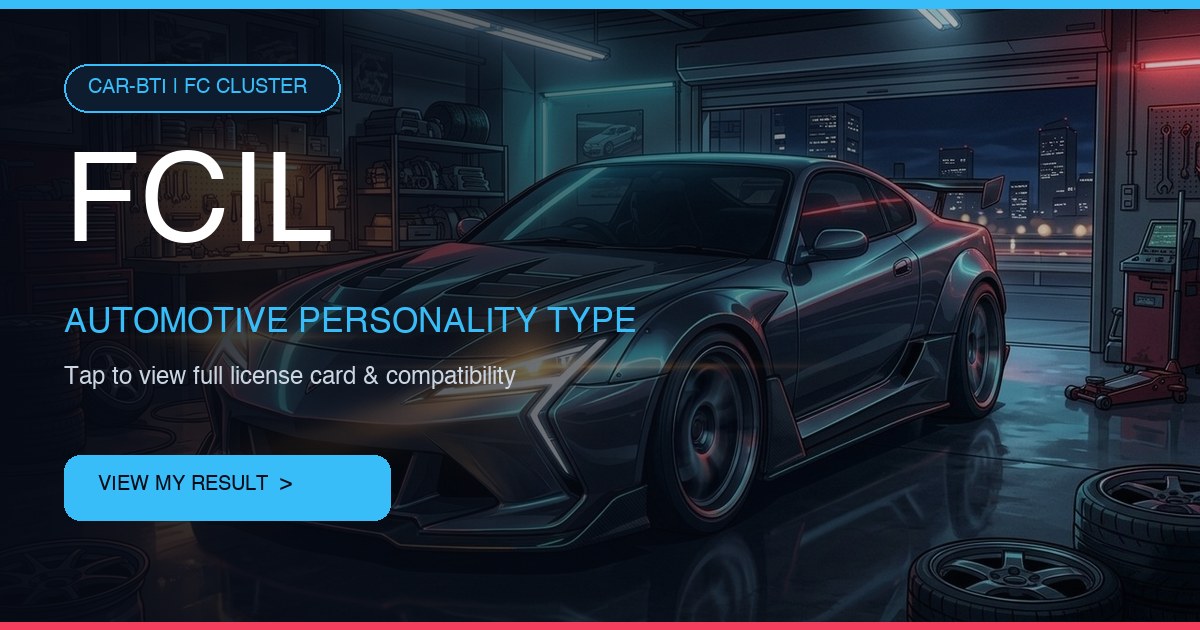 CAR-BTI | FC CLUSTER
FCIL
AUTOMOTIVE PERSONALITY TYPE
Tap to view full license card & compatibility
VIEW MY RESULT >